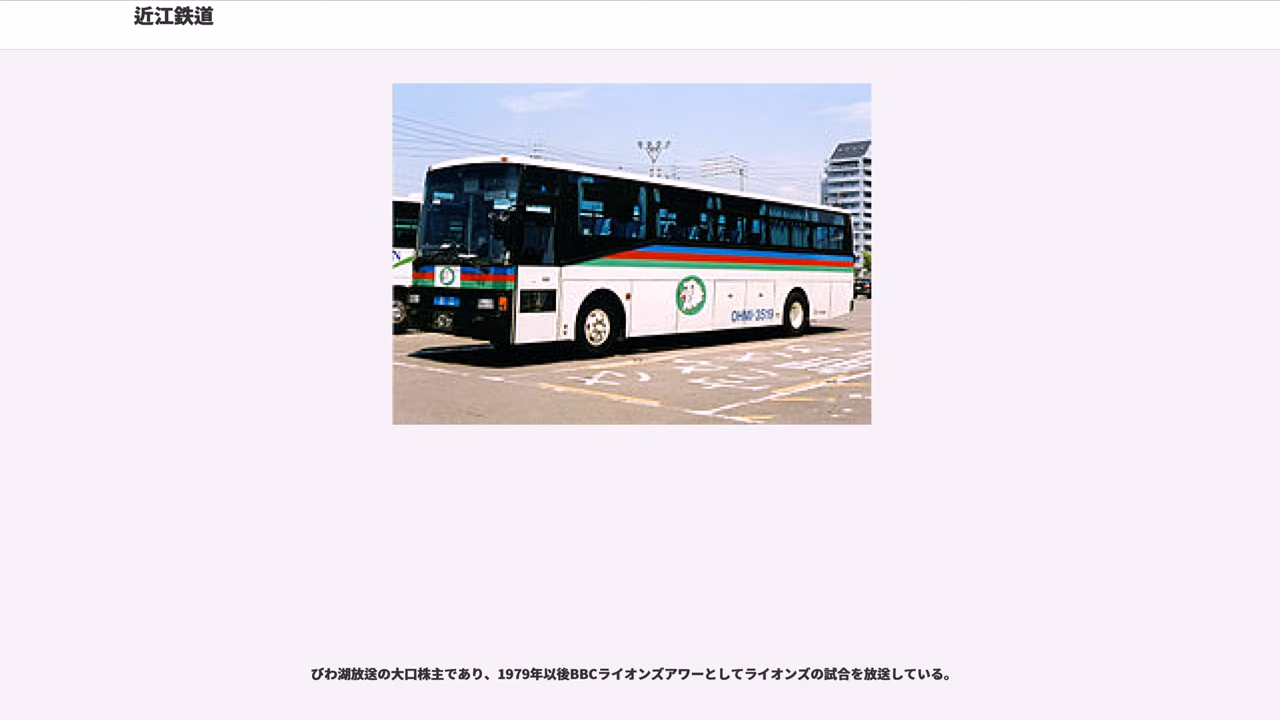 近江鉄道
OHMI-3519
びわ湖放送の大口株主であり、1979年以後BBCライオンズアワーとしてライオンズの試合を放送している。